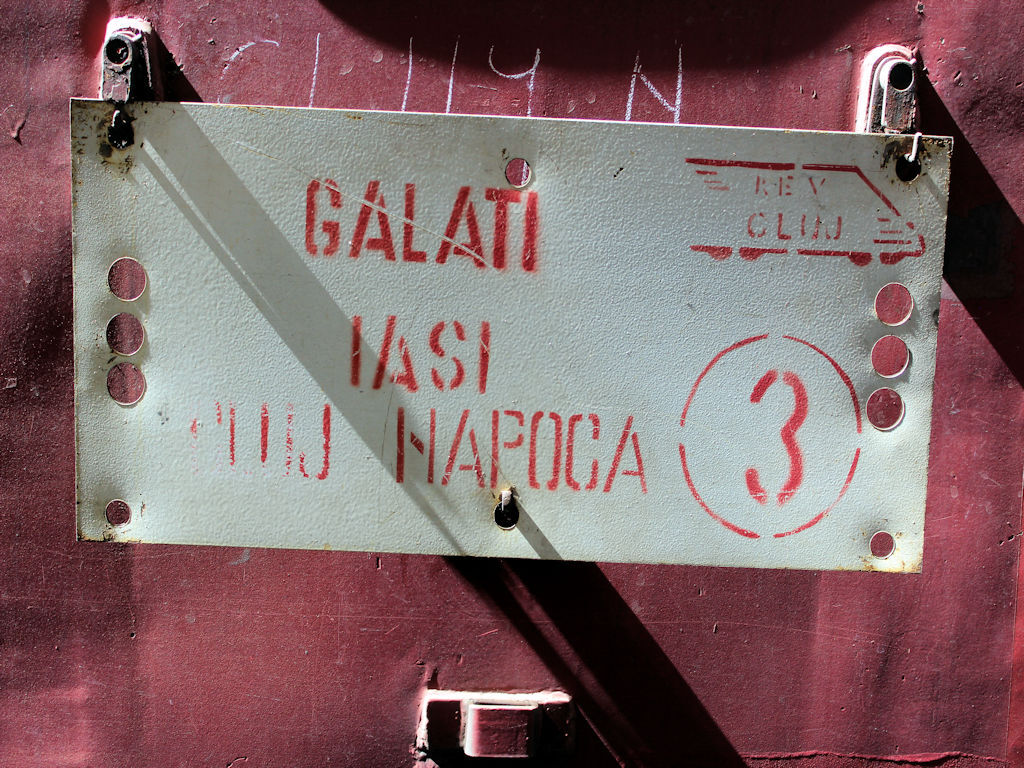 GALATI
REV
CLUJ
IASI
CLUJ NAPOCA
3